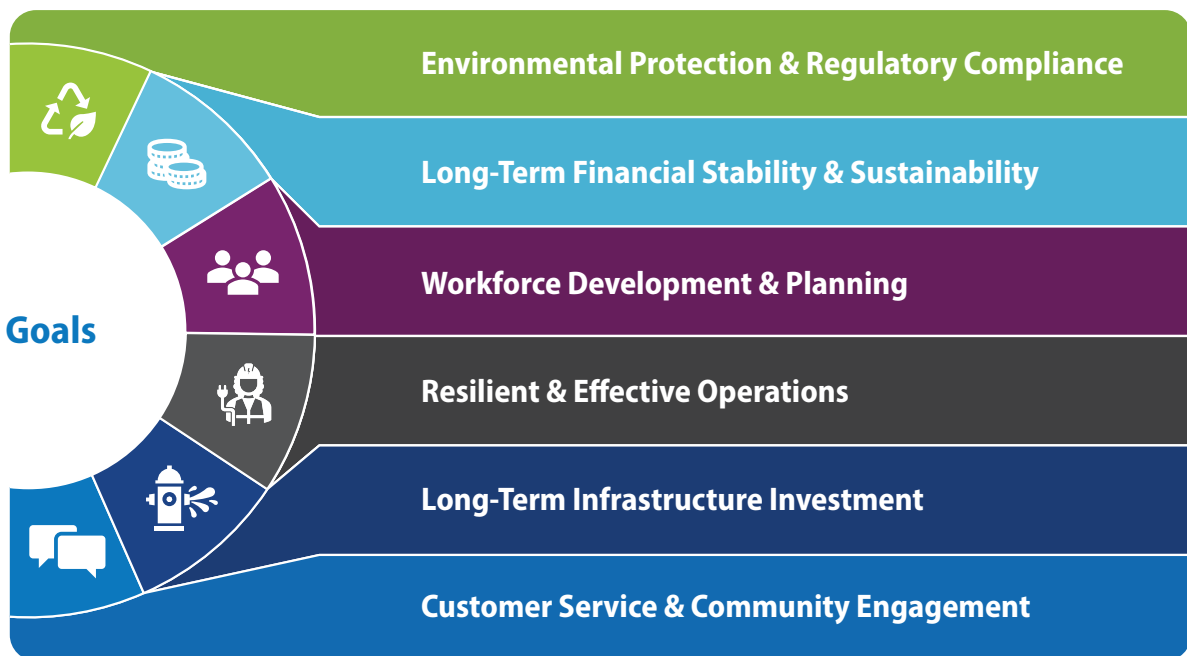 Environmental Protection & Regulatory Compliance
Long-Term Financial Stability & Sustainability
Workforce Development & Planning
Goals
Resilient & Effective Operations
Long-Term Infrastructure Investment
Customer Service & Community Engagement